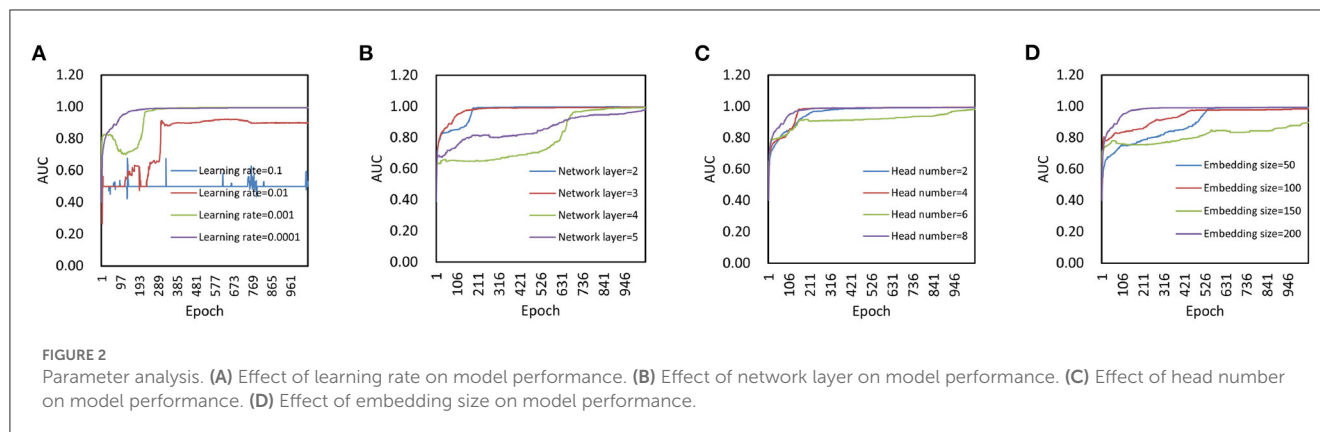 A
1.20
1.00
0.80
0.60
0.40
0.20
0.00
AUC
Learning rate=0.1
Learning rate=0.01
Learning rate=0.001
Learning rate=0.0001
1
97
193
289
385
481
577
673
769
865
961
Epoch
B
1.20
1.00
0.80
0.60
0.40
0.20
0.00
AUC
Network layer=2
Network layer=3
Network layer=4
Network layer=5
1
106
211
316
421
526
631
736
841
946
Epoch
C
1.20
1.00
0.80
0.60
0.40
0.20
0.00
AUC
Head number=2
Head number=4
Head number=6
Head number=8
1
106
211
316
421
526
631
736
841
946
Epoch
D
1.20
1.00
0.80
0.60
0.40
0.20
0.00
AUC
Embedding size=50
Embedding size=100
Embedding size=150
Embedding size=200
1
106
211
316
421
526
631
736
841
946
Epoch
FIGURE 2
Parameter analysis. (A) Effect of learning rate on model performance. (B) Effect of network layer on model performance. (C) Effect of head number
on model performance. (D) Effect of embedding size on model performance.